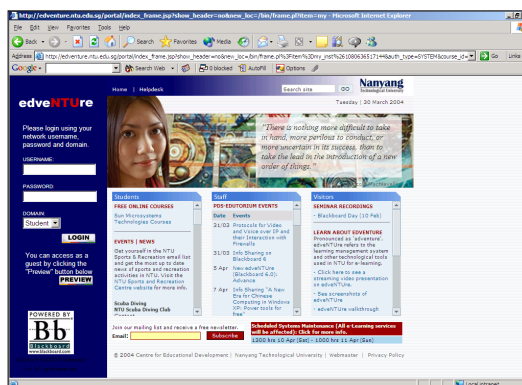 http://edventure.ntu.edu.sg/portal/index_frame.jsp?show_header=no&new_loc=/bin/frame.pl?item=my - Microsoft Internet Explorer
File Edit View Favorites Tools Help
Back Search Favorites Media
Address http://edventure.ntu.edu.sg/portal/index_frame.jsp?show_header=no&new_loc=/bin/frame.pl%3Fitem%3Dmy Go Links
Google Search Web 0 blocked AutoFill Options
Home | Helpdesk Search site GO Nanyang
Technological University
Tuesday | 30 March 2004
edveNTUre
Please login using your
network username,
password and domain.
USERNAME:
PASSWORD:
DOMAIN:
Student
LOGIN
You can access as a
guest by clicking the
"Preview" button below
PREVIEW
POWERED BY
Bb
Blackboard
www.blackboard.com
"There is nothing more difficult to take
in hand, more perilous to conduct, or
more uncertain in its success, than to
take the lead in the introduction of a new
order of things."
Students
FREE ONLINE COURSES
Sun Microsystems
Technologies Courses
EVENTS | NEWS
Get yourself in the NTU
Sports & Recreation email list
and get the most up to date
news of sports and recreation
activities in NTU. Visit the
NTU Sports and Recreation
Centre website for more info.
Scuba Diving
NTU Scuba Diving Club
Staff
POS-EDUTORIUM EVENTS
Date Events
31/03 Protocols for Video
and Voice over IP and
their Interaction with
Firewalls
31/03 Info Sharing on
Blackboard 6
5 Apr New edveNTUre
(Blackboard 6.0):
Advance
7 Apr Info Sharing "A New
Era for Chinese
Computing in Windows
XP: Power tools for
free"
Visitors
SEMINAR RECORDINGS
- Blackboard Day (10 Feb)
LEARN ABOUT EDVENTURE
Pronounced as 'adventure',
edveNTUre refers to the
learning management system
and other technological tools
used in NTU for e-learning.
- Click here to see a
streaming video presentation
on edveNTUre.
- See screenshots of
edveNTUre
- edveNTUre walkthrough
Join our mailing list and receive a free newsletter.
Email: Subscribe
Scheduled Systems Maintenance [All e-Learning services
will be affected]: Click for more info.
1300 hrs 10 Apr (Sat) - 1000 hrs 11 Apr (Sun)
© 2004 Centre for Educational Development | Nanyang Technological University | Webmaster | Privacy Policy
Local intranet